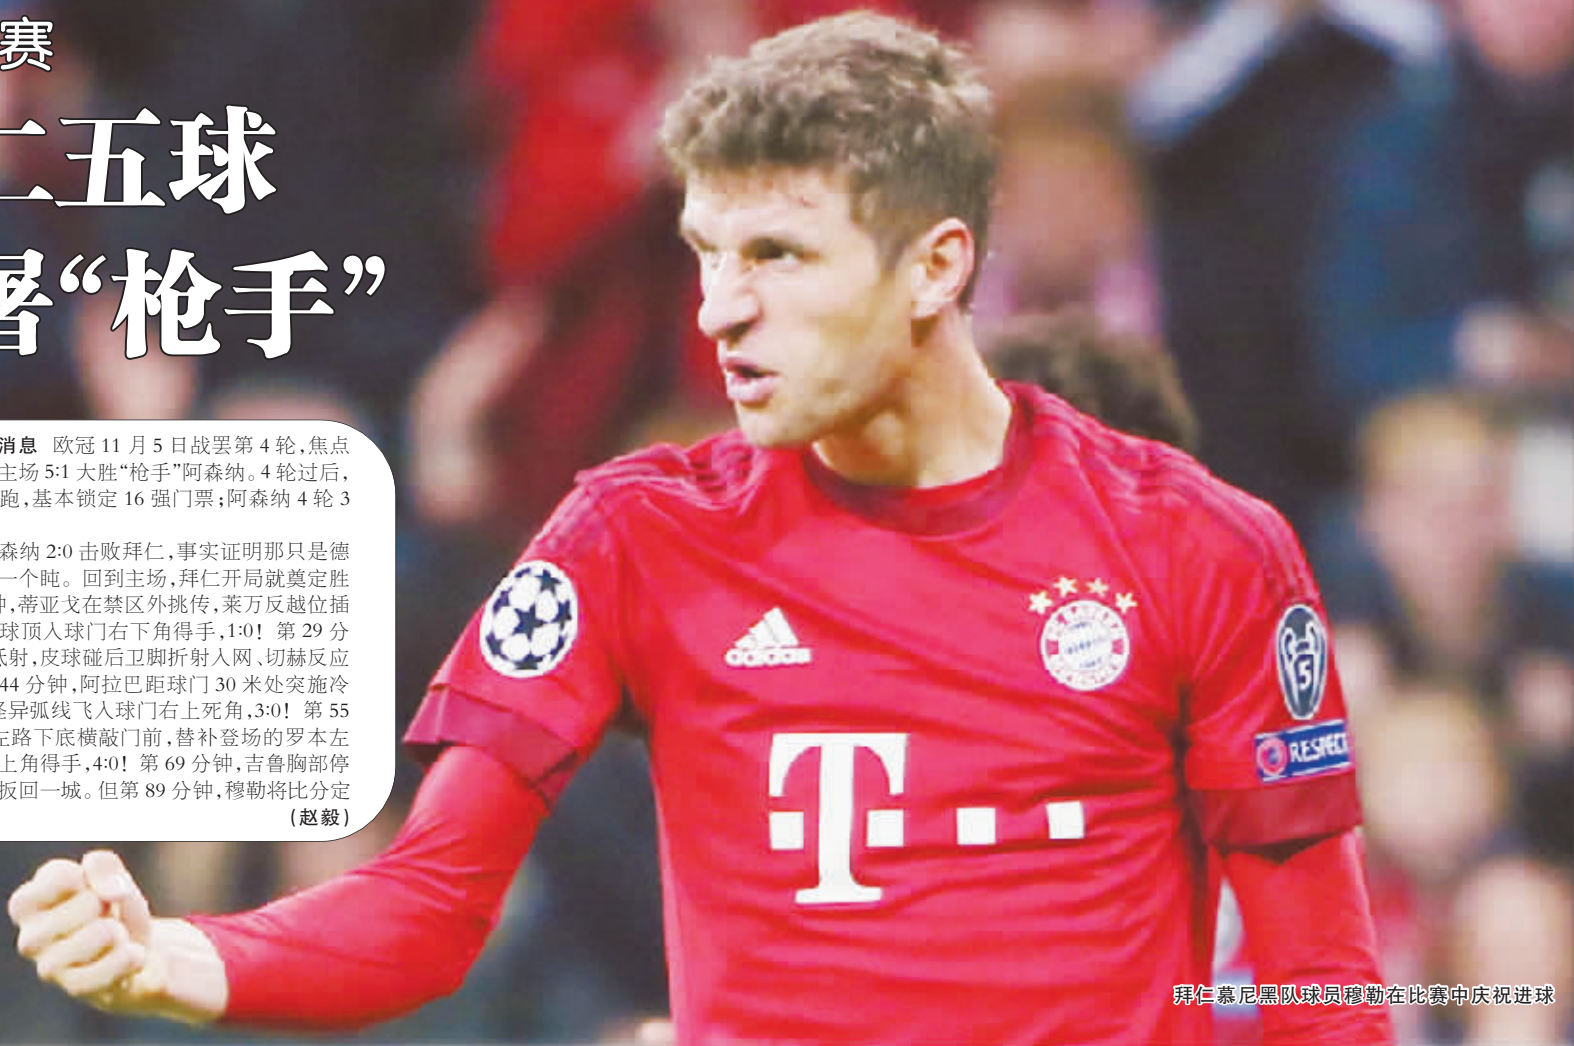 赛
仁五球
屠“枪手”
消息 欧冠 11 月 5 日战罢第 4 轮,焦点
主场 5:1 大胜“枪手”阿森纳。4 轮过后,
跑,基本锁定 16 强门票;阿森纳 4 轮 3
森纳 2:0 击败拜仁,事实证明那只是德
一个盹。回到主场,拜仁开局就奠定胜
钟,蒂亚戈在禁区外挑传,莱万反越位插
球顶入球门右下角得手,1:0! 第 29 分
低射,皮球碰后卫脚折射入网、切赫反应
44 分钟,阿拉巴距球门 30 米处突施冷
怪异弧线飞入球门右上死角,3:0! 第 55
左路下底横敲门前,替补登场的罗本左
上角得手,4:0! 第 69 分钟,吉鲁胸部停
扳回一城。但第 89 分钟,穆勒将比分定
(赵毅)
T
RESPECT
5
adidas
拜仁慕尼黑队球员穆勒在比赛中庆祝进球